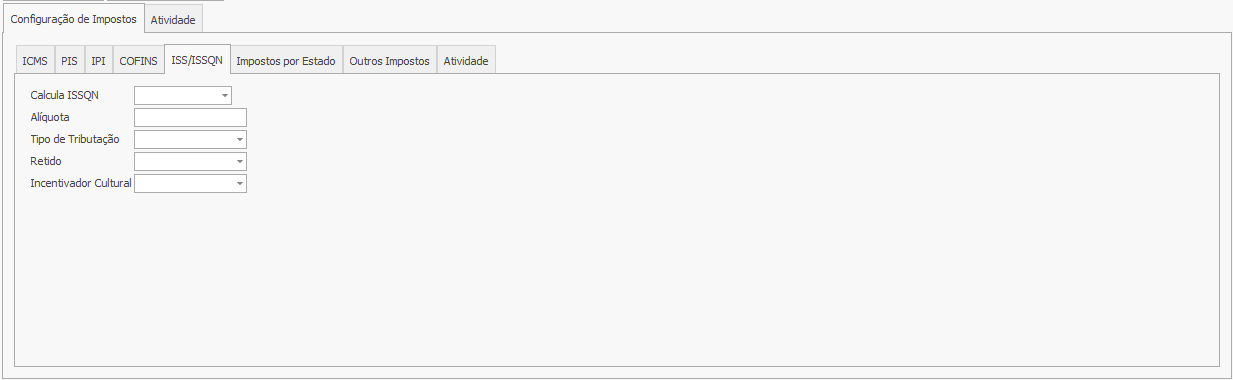 Configuração de Impostos Atividade
ICMS PIS IPI COFINS ISS/ISSQN Impostos por Estado Outros Impostos Atividade
Calcula ISSQN
Alíquota
Tipo de Tributação
Retido
Incentivador Cultural